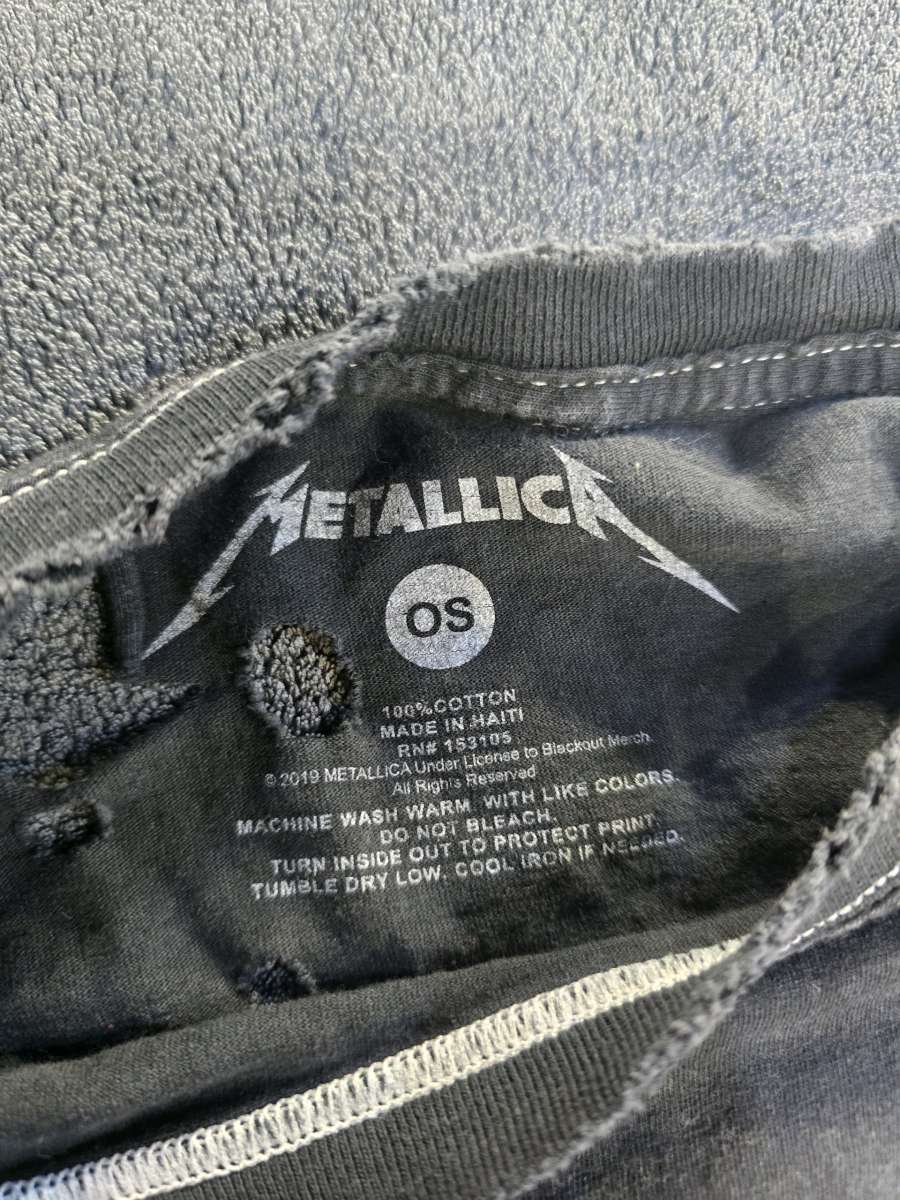 METALLICA
OS
100%COTTON
MADE IN HAITI
RN# 153105
© 2019 METALLICA Under License to Blackout Merch
All Rights Reserved
MACHINE WASH WARM WITH LIKE COLORS.
DO NOT BLEACH.
TURN INSIDE OUT TO PROTECT PRINT.
TUMBLE DRY LOW. COOL IRON IF NEEDED.